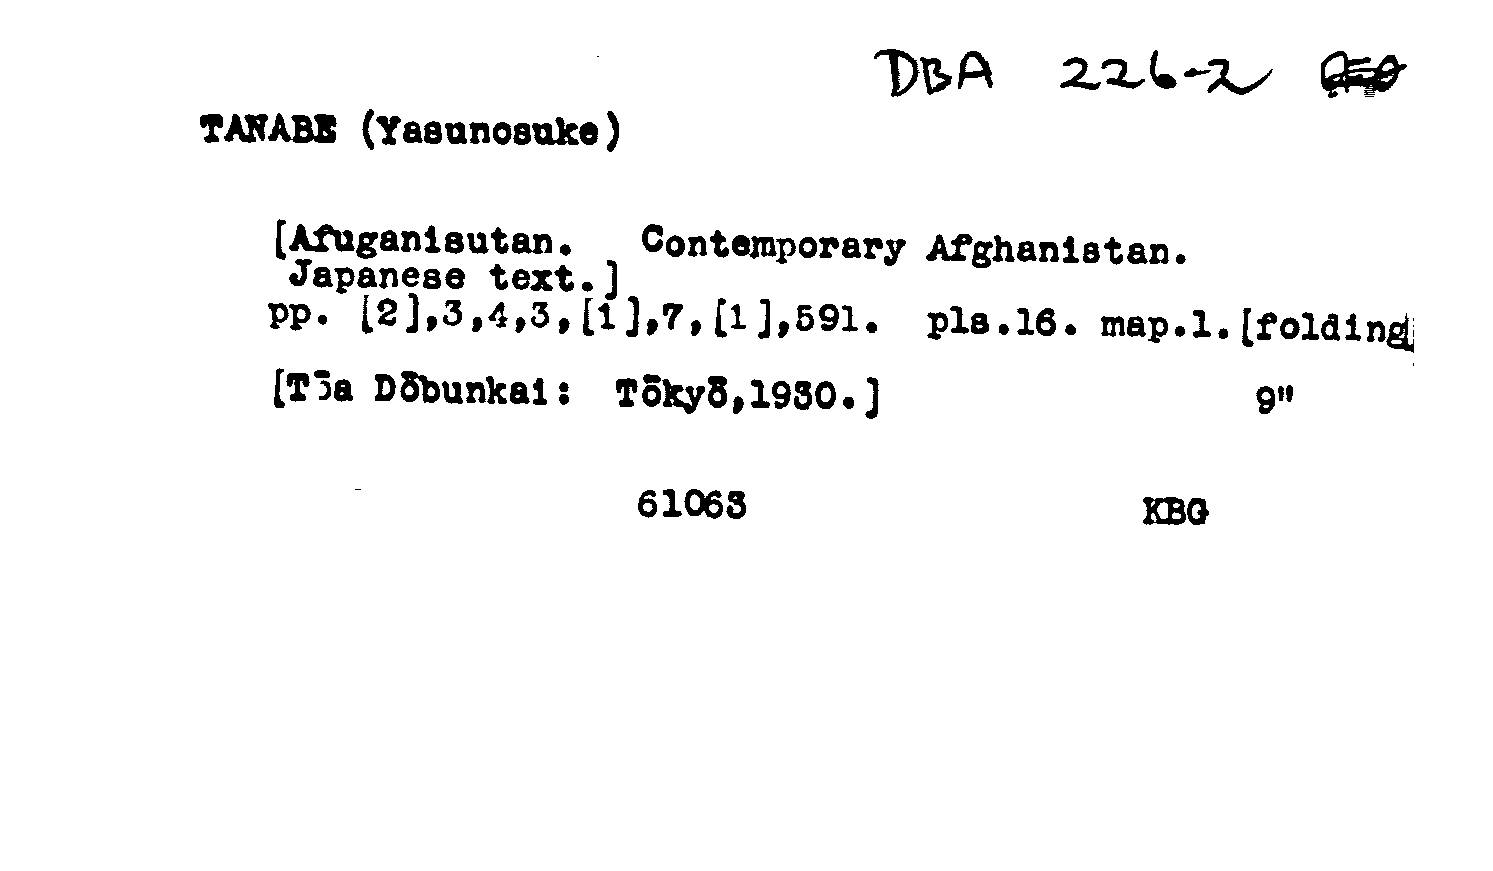 DBA 226-2
TANABE (Yasunosuke)
[Afuganisutan. Contemporary Afghanistan.
Japanese text.]
pp. [2],3,4,3,[1],7,[1],591. pls.16. map.1.[folding]
[Tōa Dōbunkai: Tōkyō,1930.] 9"
61063 KBG